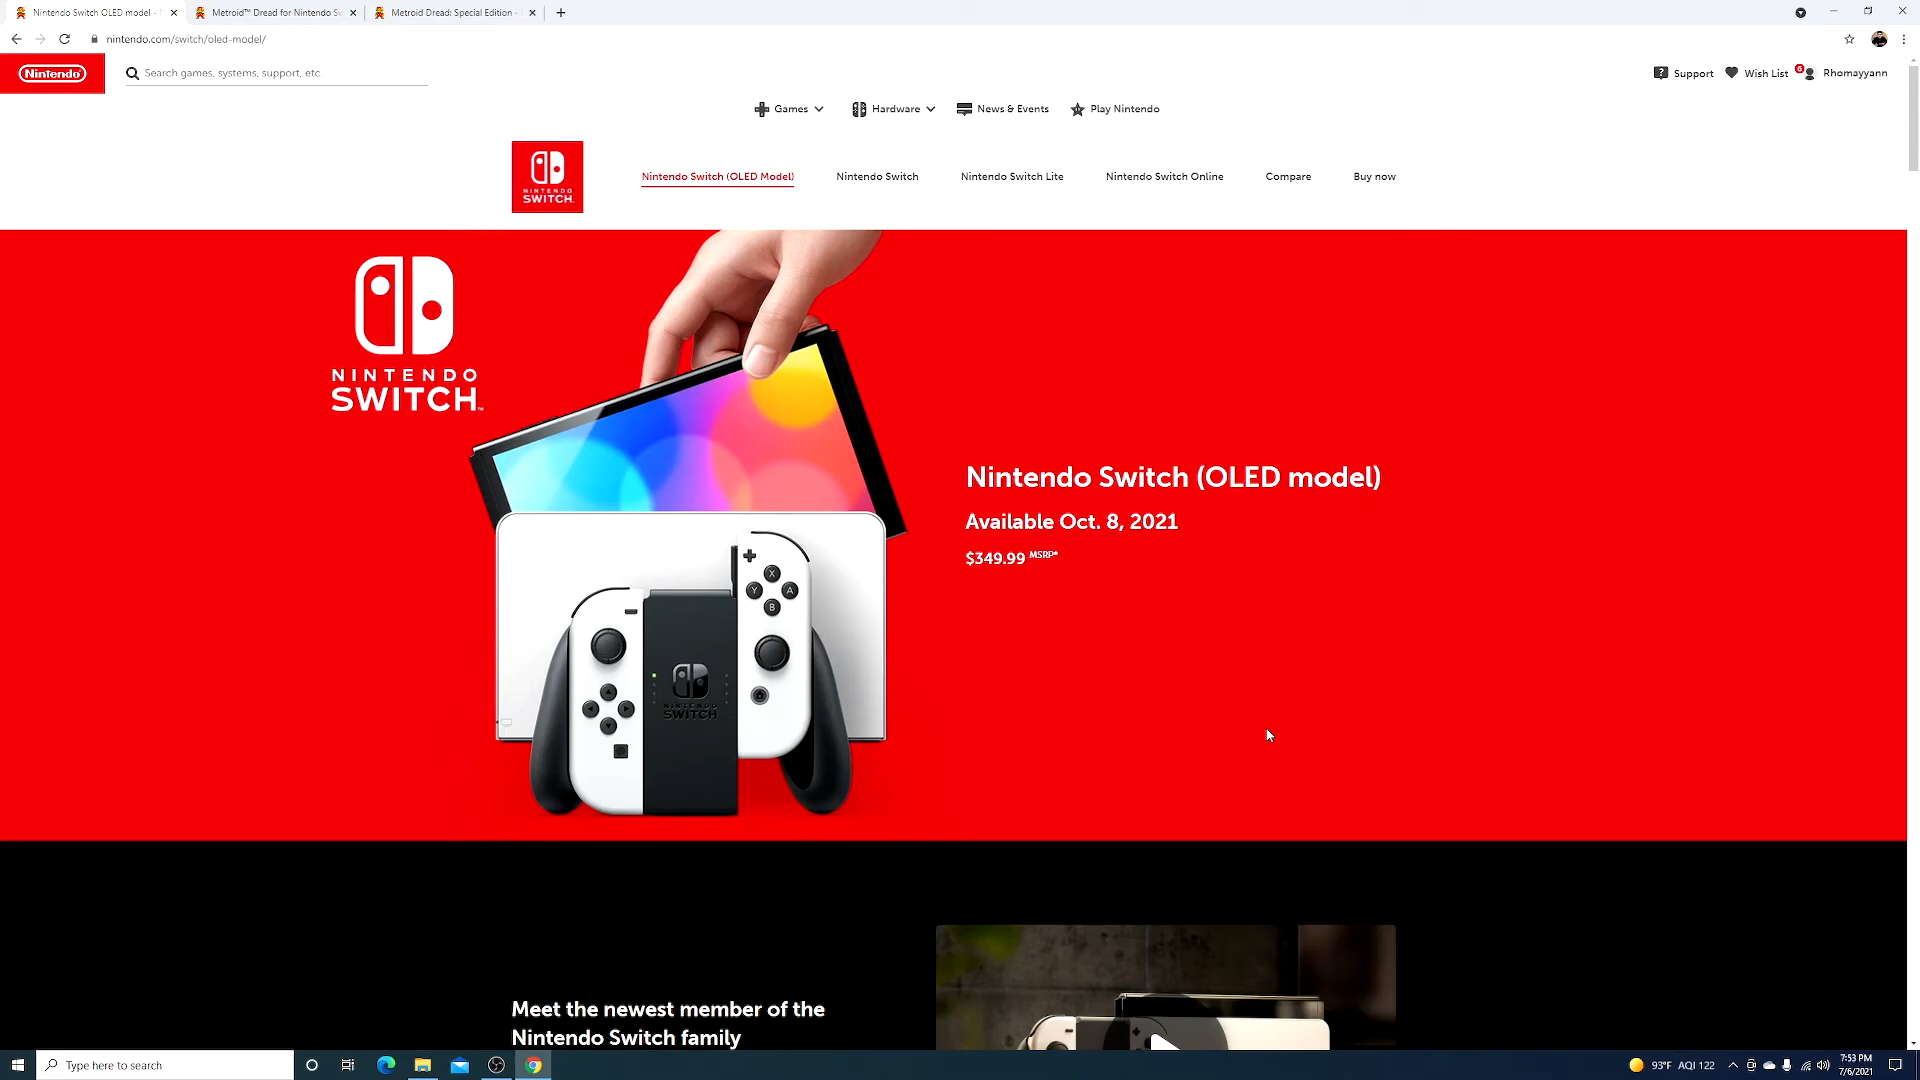 Nintendo Switch OLED model -
Metroid™ Dread for Nintendo Sw
Metroid Dread: Special Edition -
nintendo.com/switch/oled-model/
Nintendo
Search games, systems, support, etc.
Support
Wish List
6
Rhomayyann
Games
Hardware
News & Events
Play Nintendo
NINTENDO
SWITCH
Nintendo Switch (OLED Model)
Nintendo Switch
Nintendo Switch Lite
Nintendo Switch Online
Compare
Buy now
NINTENDO
SWITCH™
Nintendo Switch (OLED model)
Available Oct. 8, 2021
$349.99 MSRP*
X
Y
A
B
NINTENDO
SWITCH
Meet the newest member of the
Nintendo Switch family
Type here to search
93°F AQI 122
7:53 PM
7/6/2021